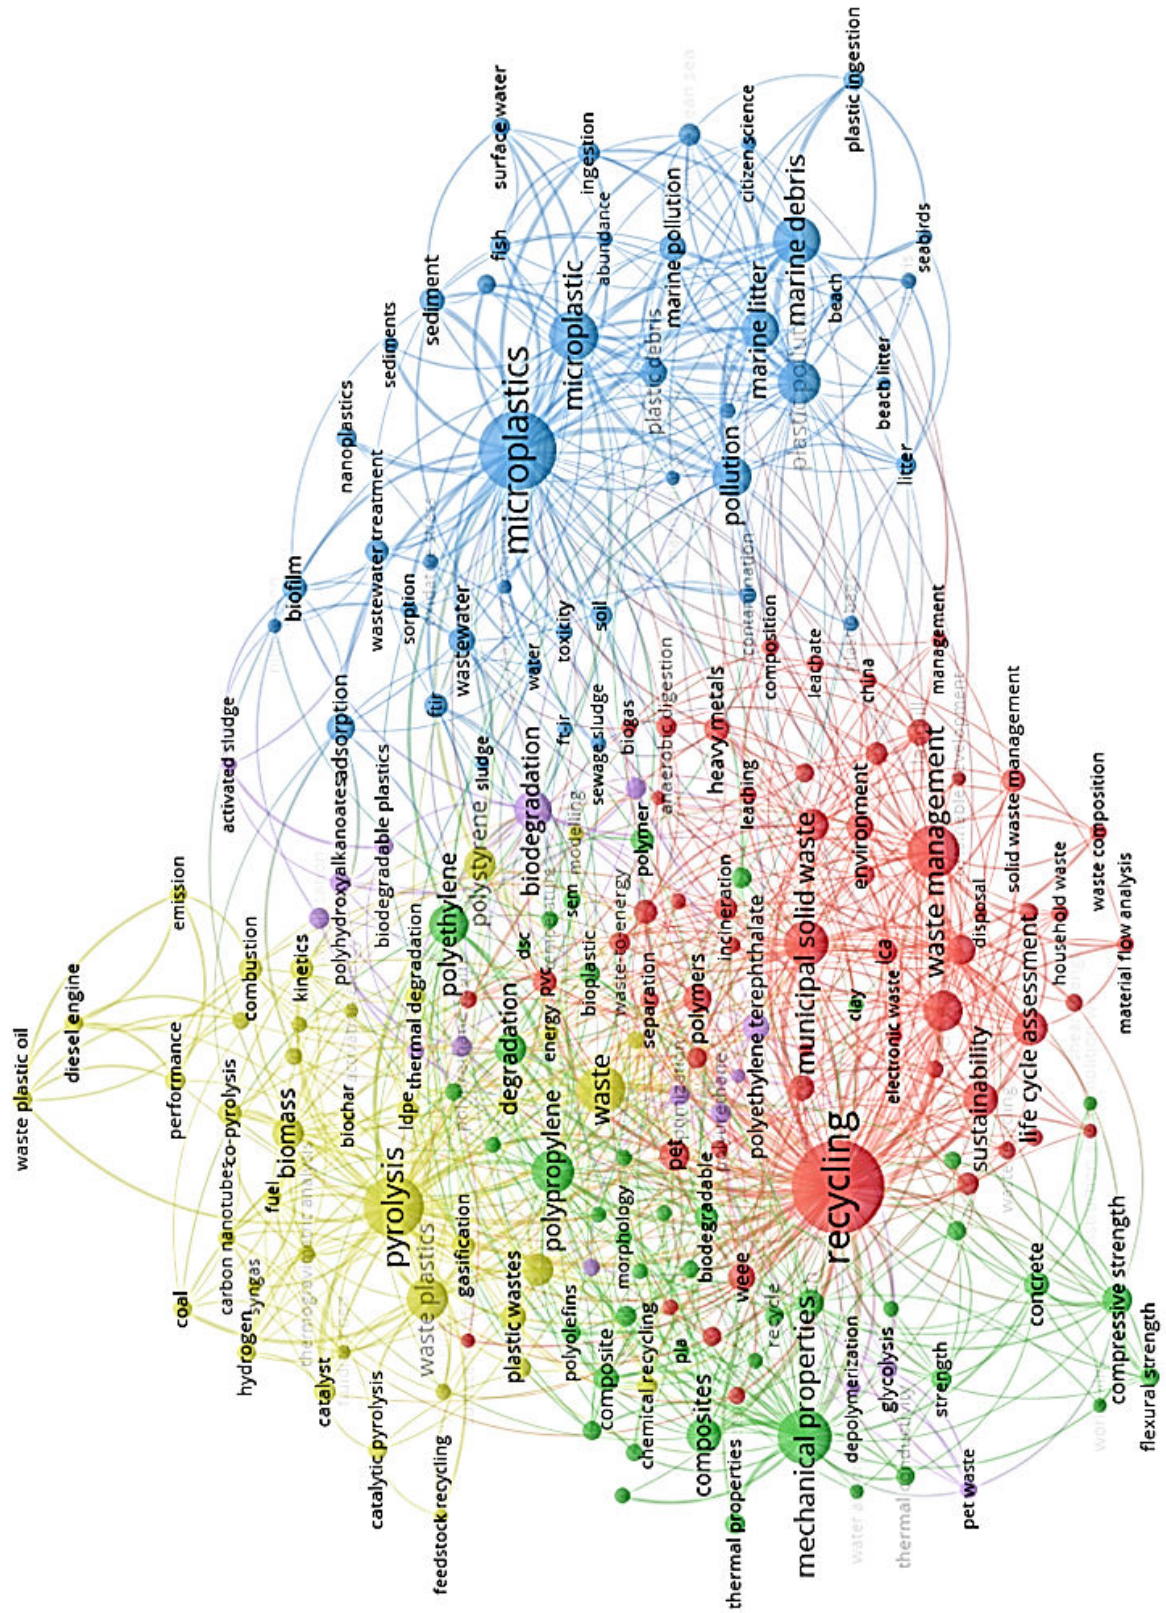 waste plastic oil
diesel engine
emission
performance
combustion
kinetics
activated sludge
co-pyrolysis
biomass
fuel
biochar
carbon nanotubes
coal
syngas
hydrogen
catalyst
catalytic pyrolysis
feedstock recycling
pyrolysis
waste plastics
gasification
ldpe
thermal degradation
polyhydroxyalkanoates
biodegradable plastics
adsorption
biofilm
wastewater treatment
nanoplastics
sediments
sediment
sorption
wastewater
ftir
sludge
water
toxicity
soil
ft-ir
sewage sludge
biogas
anaerobic digestion
microplastics
microplastic
fish
surface water
ingestion
abundance
plastic debris
marine pollution
citizen science
plastic ingestion
marine debris
marine litter
beach
seabirds
beach litter
litter
pollution
contamination
composition
leachate
china
management
heavy metals
leaching
polyethylene
polystyrene
biodegradation
modelling
sem
dsc
polymer
degradation
energy
pvc
bioplastic
waste-to-energy
separation
polymers
incineration
polyethylene terephthalate
municipal solid waste
environment
waste management
solid waste management
waste composition
household waste
disposal
material flow analysis
lca
clay
electronic waste
life cycle assessment
sustainability
waste
polypropylene
pet
plastic wastes
polyolefins
morphology
biodegradable
composite
chemical recycling
pla
weee
recycle
recycling
composites
thermal properties
mechanical properties
depolymerization
glycolysis
strength
thermal conductivity
pet waste
concrete
compressive strength
flexural strength